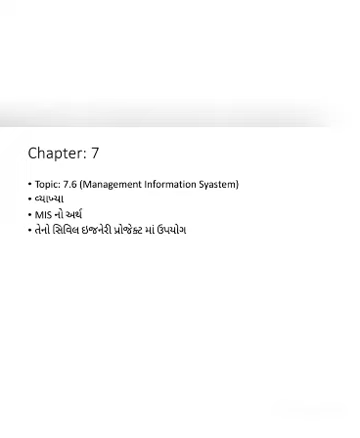 Chapter: 7
• Topic: 7.6 (Management Information Syastem)
• વ્યાખ્યા
• MIS નો અર્થ
• તેનો સિવિલ ઇજનેરી પ્રોજેક્ટ માં ઉપયોગ